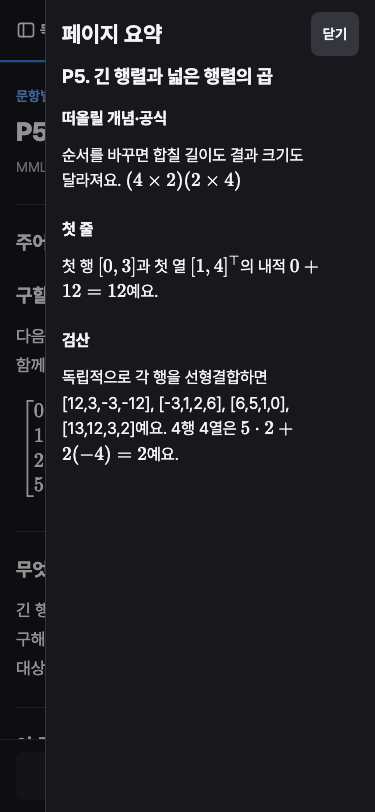 페이지 요약
닫기
P5. 긴 행렬과 넓은 행렬의 곱
떠올릴 개념·공식
순서를 바꾸면 합칠 길이도 결과 크기도
달라져요. (4 × 2)(2 × 4)
첫 줄
첫 행 [0, 3]과 첫 열 [1, 4]⊤의 내적 0 +
12 = 12예요.
검산
독립적으로 각 행을 선형결합하면
[12,3,-3,-12], [-3,1,2,6], [6,5,1,0],
[13,12,3,2]예요. 4행 4열은 5 · 2 +
2(−4) = 2예요.
문항별
P5
MML
주어
구할
다음
함께
0
1
2
5
무엇
긴 행
구해
대상